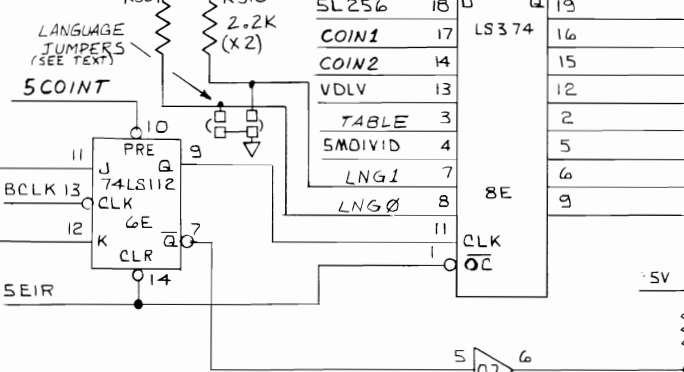 SL256 18 D Q 19
LS374
LANGUAGE
JUMPERS
(SEE TEXT)
2.2K
(X2)
COIN1 17 16
COIN2 14 15
VDLV 13 12
TABLE 3 2
5MOIVID 4 5
LNG1 7 6
LNGØ 8 8E 9
5COINT
10
PRE
11 J Q 9
74LS112
BCLK 13 CLK
6E
12 K Q 7
CLR
14
11 CLK
1 OC
5EIR
5V
5 6